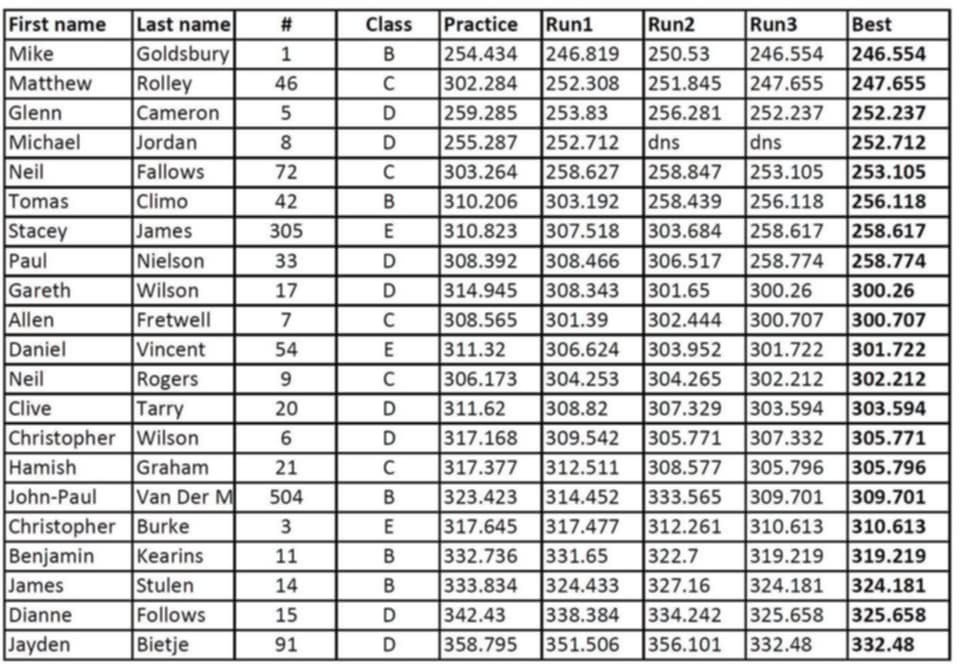 First name Last name # Class Practice Run1 Run2 Run3 Best
Mike Goldsbury 1 B 254.434 246.819 250.53 246.554 246.554
Matthew Rolley 46 C 302.284 252.308 251.845 247.655 247.655
Glenn Cameron 5 D 259.285 253.83 256.281 252.237 252.237
Michael Jordan 8 D 255.287 252.712 dns dns 252.712
Neil Fallows 72 C 303.264 258.627 258.847 253.105 253.105
Tomas Climo 42 B 310.206 303.192 258.439 256.118 256.118
Stacey James 305 E 310.823 307.518 303.684 258.617 258.617
Paul Nielson 33 D 308.392 308.466 306.517 258.774 258.774
Gareth Wilson 17 D 314.945 308.343 301.65 300.26 300.26
Allen Fretwell 7 C 308.565 301.39 302.444 300.707 300.707
Daniel Vincent 54 E 311.32 306.624 303.952 301.722 301.722
Neil Rogers 9 C 306.173 304.253 304.265 302.212 302.212
Clive Tarry 20 D 311.62 308.82 307.329 303.594 303.594
Christopher Wilson 6 D 317.168 309.542 305.771 307.332 305.771
Hamish Graham 21 C 317.377 312.511 308.577 305.796 305.796
John-Paul Van Der M 504 B 323.423 314.452 333.565 309.701 309.701
Christopher Burke 3 E 317.645 317.477 312.261 310.613 310.613
Benjamin Kearins 11 B 332.736 331.65 322.7 319.219 319.219
James Stulen 14 B 333.834 324.433 327.16 324.181 324.181
Dianne Follows 15 D 342.43 338.384 334.242 325.658 325.658
Jayden Bietje 91 D 358.795 351.506 356.101 332.48 332.48